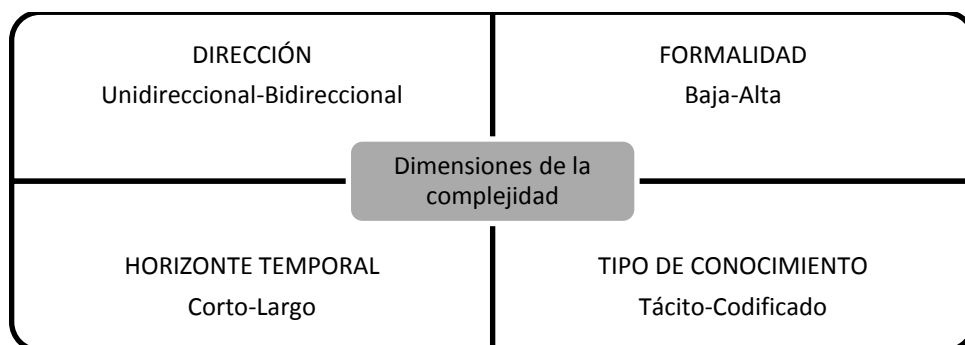 DIRECCIÓN
Unidireccional-Bidireccional
FORMALIDAD
Baja-Alta
Dimensiones de la
complejidad
HORIZONTE TEMPORAL
Corto-Largo
TIPO DE CONOCIMIENTO
Tácito-Codificado